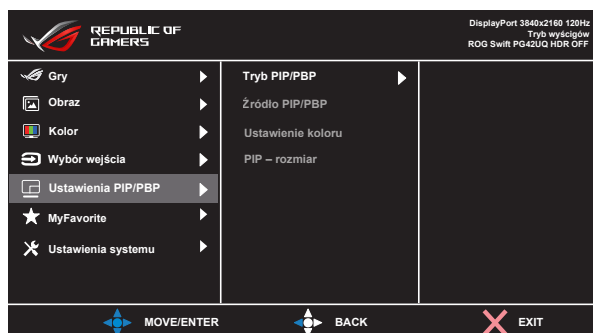 REPUBLIC OF
GAMERS
DisplayPort 3840x2160 120Hz
Tryb wyścigów
ROG Swift PG42UQ HDR OFF
Gry
Obraz
Kolor
Wybór wejścia
Ustawienia PIP/PBP
MyFavorite
Ustawienia systemu
Tryb PIP/PBP
Źródło PIP/PBP
Ustawienie koloru
PIP – rozmiar
MOVE/ENTER
BACK
EXIT